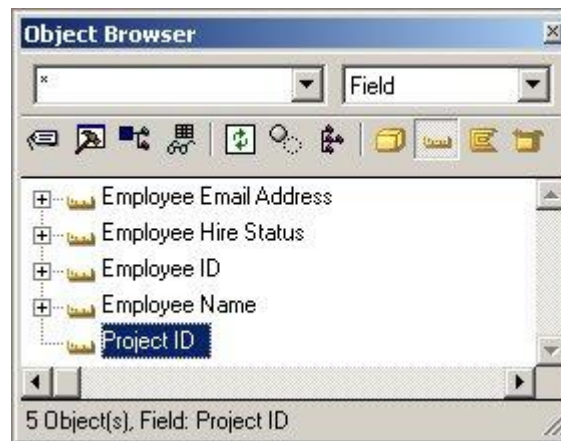 Object Browser
*
Field
Employee Email Address
Employee Hire Status
Employee ID
Employee Name
Project ID
5 Object(s), Field: Project ID